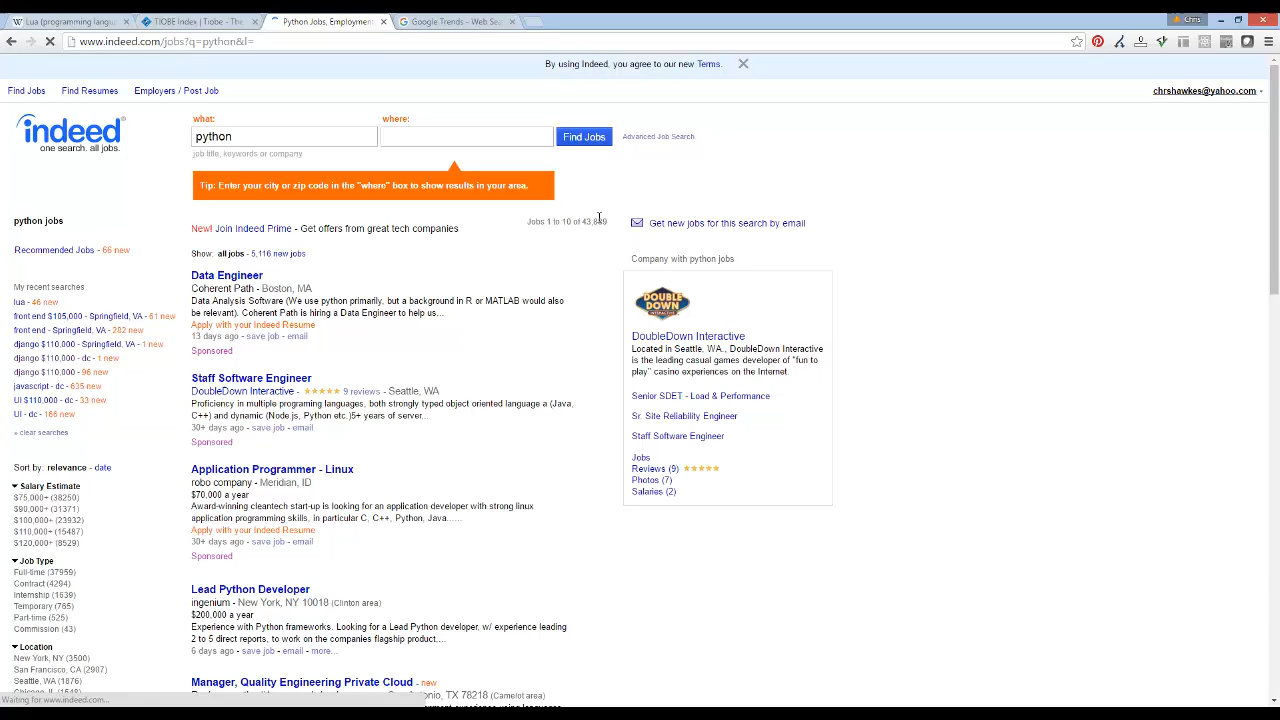 Lua (programming langu
TIOBE Index | Tiobe - The
Python Jobs, Employment
Google Trends - Web Sea
Chris
www.indeed.com/jobs?q=python&l=
By using Indeed, you agree to our new Terms.
Find Jobs
Find Resumes
Employers / Post Job
chrshawkes@yahoo.com
indeed
one search. all jobs.
what:
where:
python
Find Jobs
Advanced Job Search
job title, keywords or company
Tip: Enter your city or zip code in the "where" box to show results in your area.
python jobs
Recommended Jobs - 66 new
My recent searches
lua - 46 new
front end $105,000 - Springfield, VA - 61 new
front end - Springfield, VA - 282 new
django $110,000 - Springfield, VA - 1 new
django $110,000 - dc - 1 new
django $110,000 - 96 new
javascript - dc - 635 new
UI $110,000 - dc - 33 new
UI - dc - 166 new
« clear searches
Sort by: relevance - date
Salary Estimate
$75,000+ (38250)
$90,000+ (31371)
$100,000+ (23932)
$110,000+ (15487)
$120,000+ (8529)
Job Type
Full-time (37959)
Contract (4294)
Internship (1639)
Temporary (765)
Part-time (525)
Commission (43)
Location
New York, NY (3500)
San Francisco, CA (2907)
Seattle, WA (1876)
Waiting for www.indeed.com...
Jobs 1 to 10 of
New! Join Indeed Prime - Get offers from great tech companies
Show: all jobs - 5,116 new jobs
Data Engineer
Coherent Path - Boston, MA
Data Analysis Software (We use python primarily, but a background in R or MATLAB would also
be relevant). Coherent Path is hiring a Data Engineer to help us...
Apply with your Indeed Resume
13 days ago - save job - email
Sponsored
Staff Software Engineer
DoubleDown Interactive - 9 reviews - Seattle, WA
Proficiency in multiple programing languages, both strongly typed object oriented language a (Java,
C++) and dynamic (Node.js, Python etc.)5+ years of server...
30+ days ago - save job - email
Sponsored
Application Programmer - Linux
robo company - Meridian, ID
$70,000 a year
Award-winning cleantech start-up is looking for an application developer with strong linux
application programming skills, in particular C, C++, Python, Java......
Apply with your Indeed Resume
30+ days ago - save job - email
Sponsored
Lead Python Developer
ingenium - New York, NY 10018 (Clinton area)
$200,000 a year
Experience with Python frameworks. Looking for a Lead Python developer, w/ experience leading
2 to 5 direct reports, to work on the companies flagship product....
6 days ago - save job - email - more...
Manager, Quality Engineering Private Cloud - new
TX 78218 (Camelot area)
Get new jobs for this search by email
Company with python jobs
DOUBLE
DOWN
INTERACTIVE
DoubleDown Interactive
Located in Seattle, WA., DoubleDown Interactive
is the leading casual games developer of "fun to
play" casino experiences on the Internet.
Senior SDET - Load & Performance
Sr. Site Reliability Engineer
Staff Software Engineer
Jobs
Reviews (9)
Photos (7)
Salaries (2)